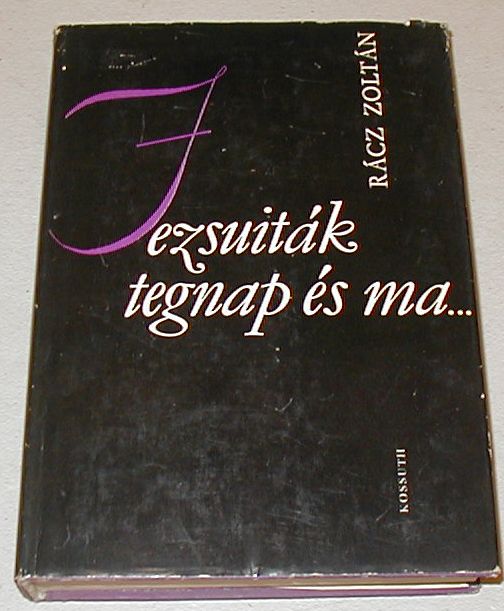 RÁCZ ZOLTÁN
Jezsuiták
tegnap és ma...
KOSSUTH